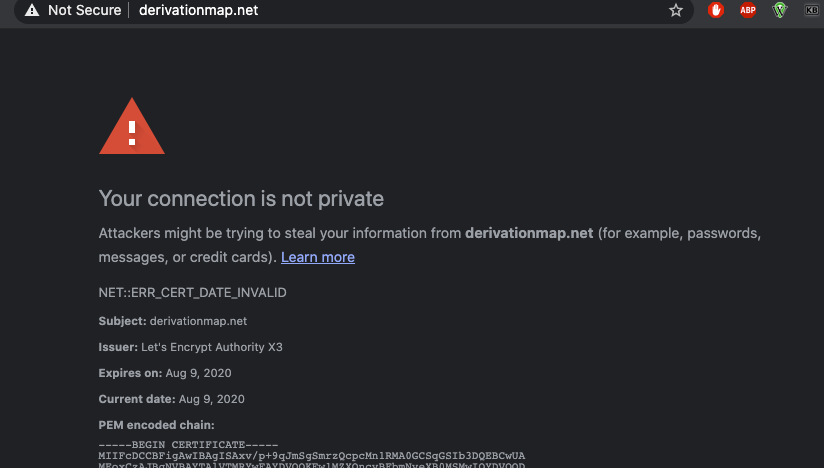 Not Secure derivationmap.net ABP KB
Your connection is not private
Attackers might be trying to steal your information from derivationmap.net (for example, passwords,
messages, or credit cards). Learn more
NET::ERR_CERT_DATE_INVALID
Subject: derivationmap.net
Issuer: Let's Encrypt Authority X3
Expires on: Aug 9, 2020
Current date: Aug 9, 2020
PEM encoded chain:
-----BEGIN CERTIFICATE-----
MIIFcDCCBFigAwIBAgISAxv/p+9qJmSgSmrzQcpcMn1RMA0GCSqGSIb3DQEBCwUA